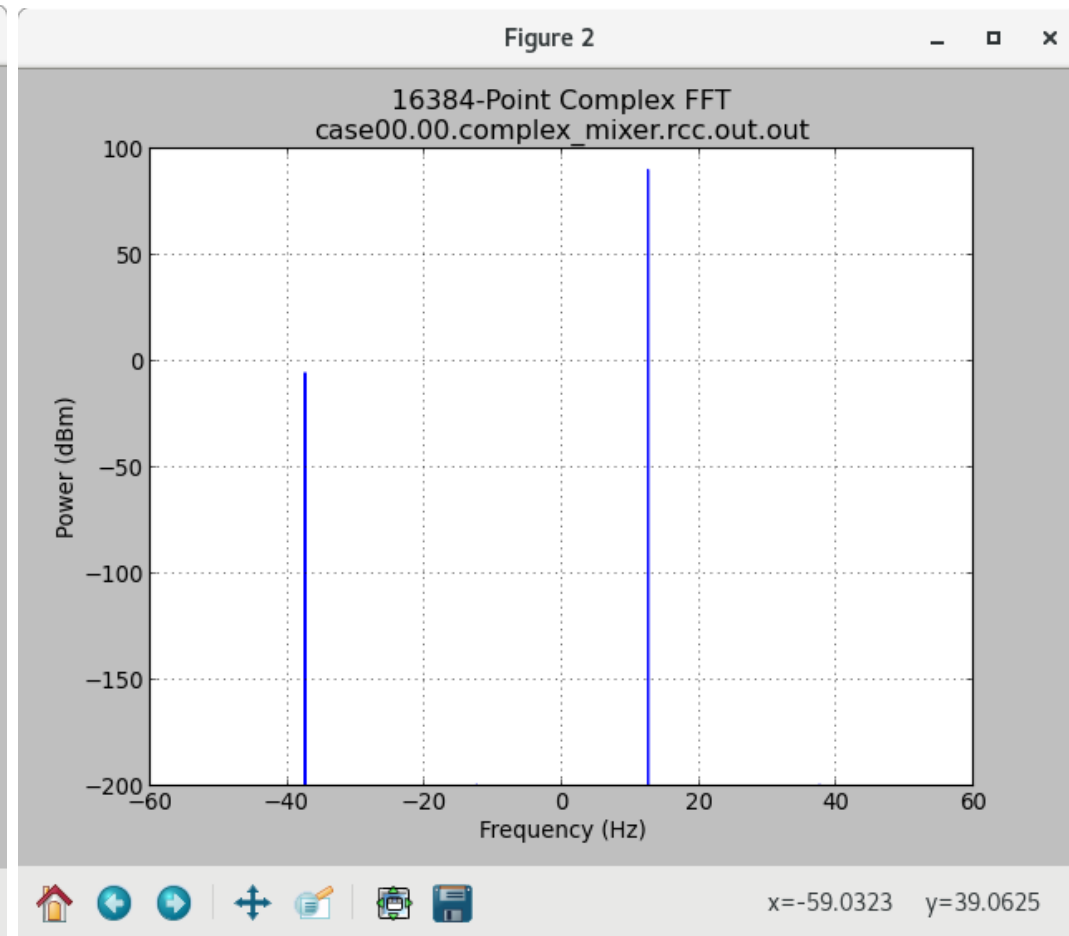 Figure 2
16384-Point Complex FFT
case00.00.complex_mixer.rcc.out.out
100
50
0
−50
−100
−150
−200
Power (dBm)
−60
−40
−20
0
20
40
60
Frequency (Hz)
x=-59.0323 y=39.0625